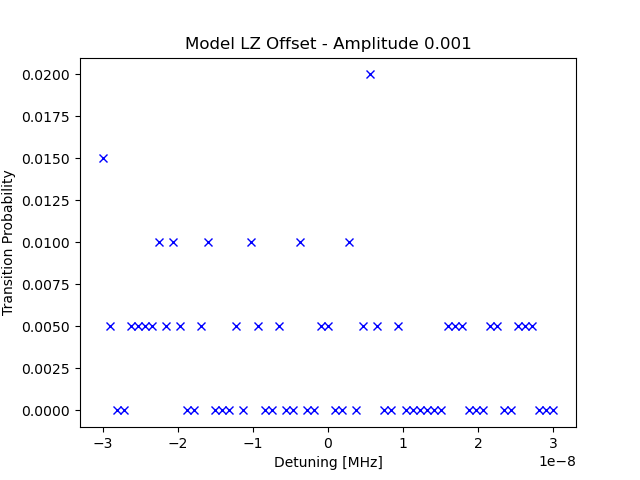 Model LZ Offset - Amplitude 0.001
Transition Probability
0.0200
0.0175
0.0150
0.0125
0.0100
0.0075
0.0050
0.0025
0.0000
−3 −2 −1 0 1 2 3
1e−8
Detuning [MHz]